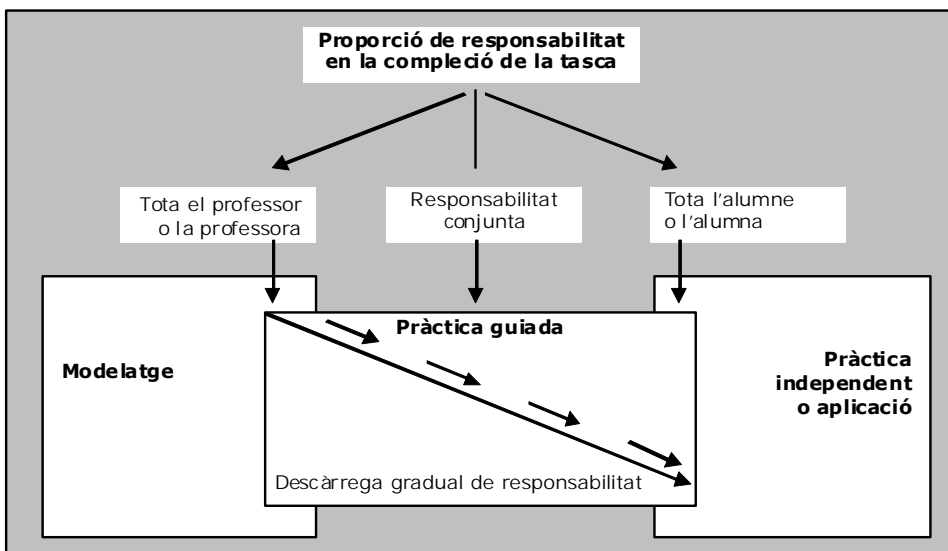 Proporció de responsabilitat
en la compleció de la tasca
Tota el professor
o la professora
Responsabilitat
conjunta
Tota l'alumne
o l'alumna
Modelatge
Pràctica guiada
Descàrrega gradual de responsabilitat
Pràctica
independent
o aplicació